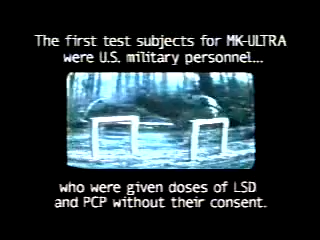 The first test subjects for MK-ULTRA
were U.S. military personnel...
who were given doses of LSD
and PCP without their consent.